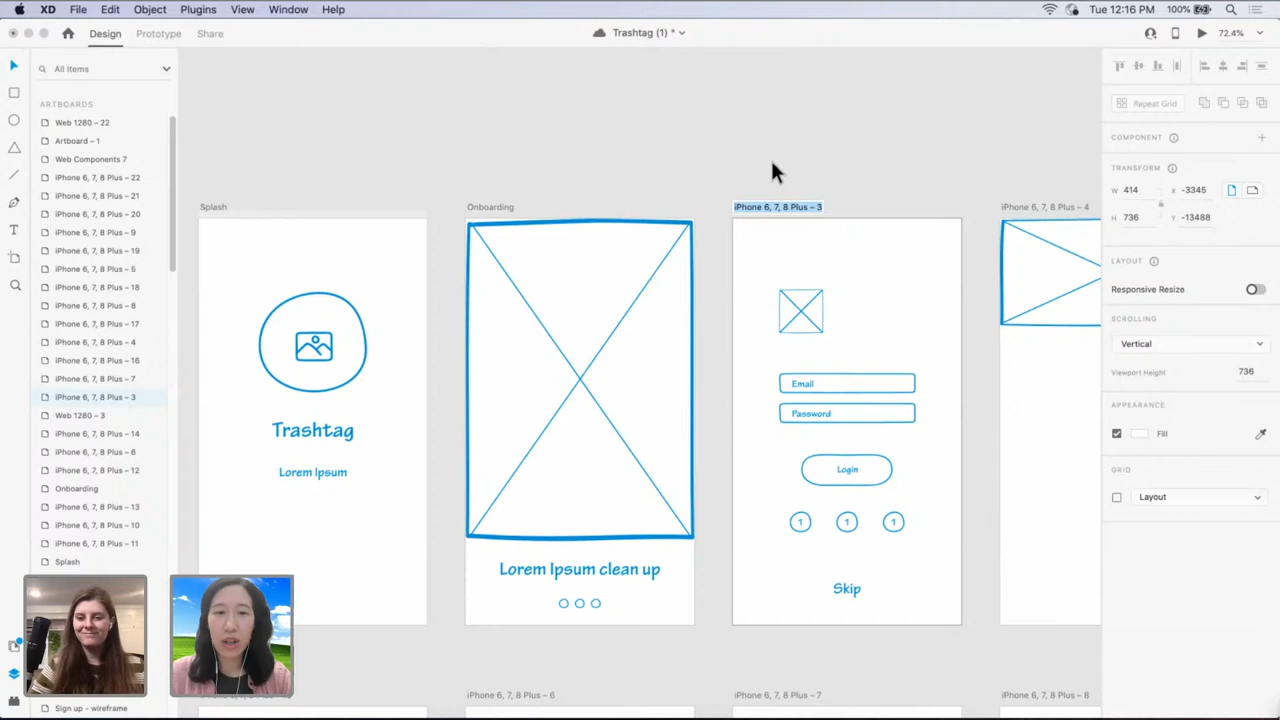 XD File Edit Object Plugins View Window Help Tue 12:16 PM 100%
Design Prototype Share Trashtag (1) * 72.4%
All Items
ARTBOARDS
Web 1280 – 22
Artboard – 1
Web Components 7
iPhone 6, 7, 8 Plus – 22
iPhone 6, 7, 8 Plus – 21
iPhone 6, 7, 8 Plus – 20
iPhone 6, 7, 8 Plus – 9
iPhone 6, 7, 8 Plus – 19
iPhone 6, 7, 8 Plus – 5
iPhone 6, 7, 8 Plus – 18
iPhone 6, 7, 8 Plus – 8
iPhone 6, 7, 8 Plus – 17
iPhone 6, 7, 8 Plus – 4
iPhone 6, 7, 8 Plus – 16
iPhone 6, 7, 8 Plus – 7
iPhone 6, 7, 8 Plus – 3
Web 1280 – 3
iPhone 6, 7, 8 Plus – 14
iPhone 6, 7, 8 Plus – 6
iPhone 6, 7, 8 Plus – 12
Onboarding
iPhone 6, 7, 8 Plus – 13
iPhone 6, 7, 8 Plus – 10
iPhone 6, 7, 8 Plus – 11
Splash
Sign up - wireframe
Splash
Trashtag
Lorem Ipsum
Onboarding
Lorem Ipsum clean up
iPhone 6, 7, 8 Plus – 3
Email
Password
Login
1 1 1
Skip
iPhone 6, 7, 8 Plus – 4
iPhone 6, 7, 8 Plus – 6
iPhone 6, 7, 8 Plus – 7
iPhone 6, 7, 8 Plus – 8
Repeat Grid
COMPONENT
TRANSFORM
W 414 X -3345
H 736 Y -13488
LAYOUT
Responsive Resize
SCROLLING
Vertical
Viewport Height 736
APPEARANCE
Fill
GRID
Layout